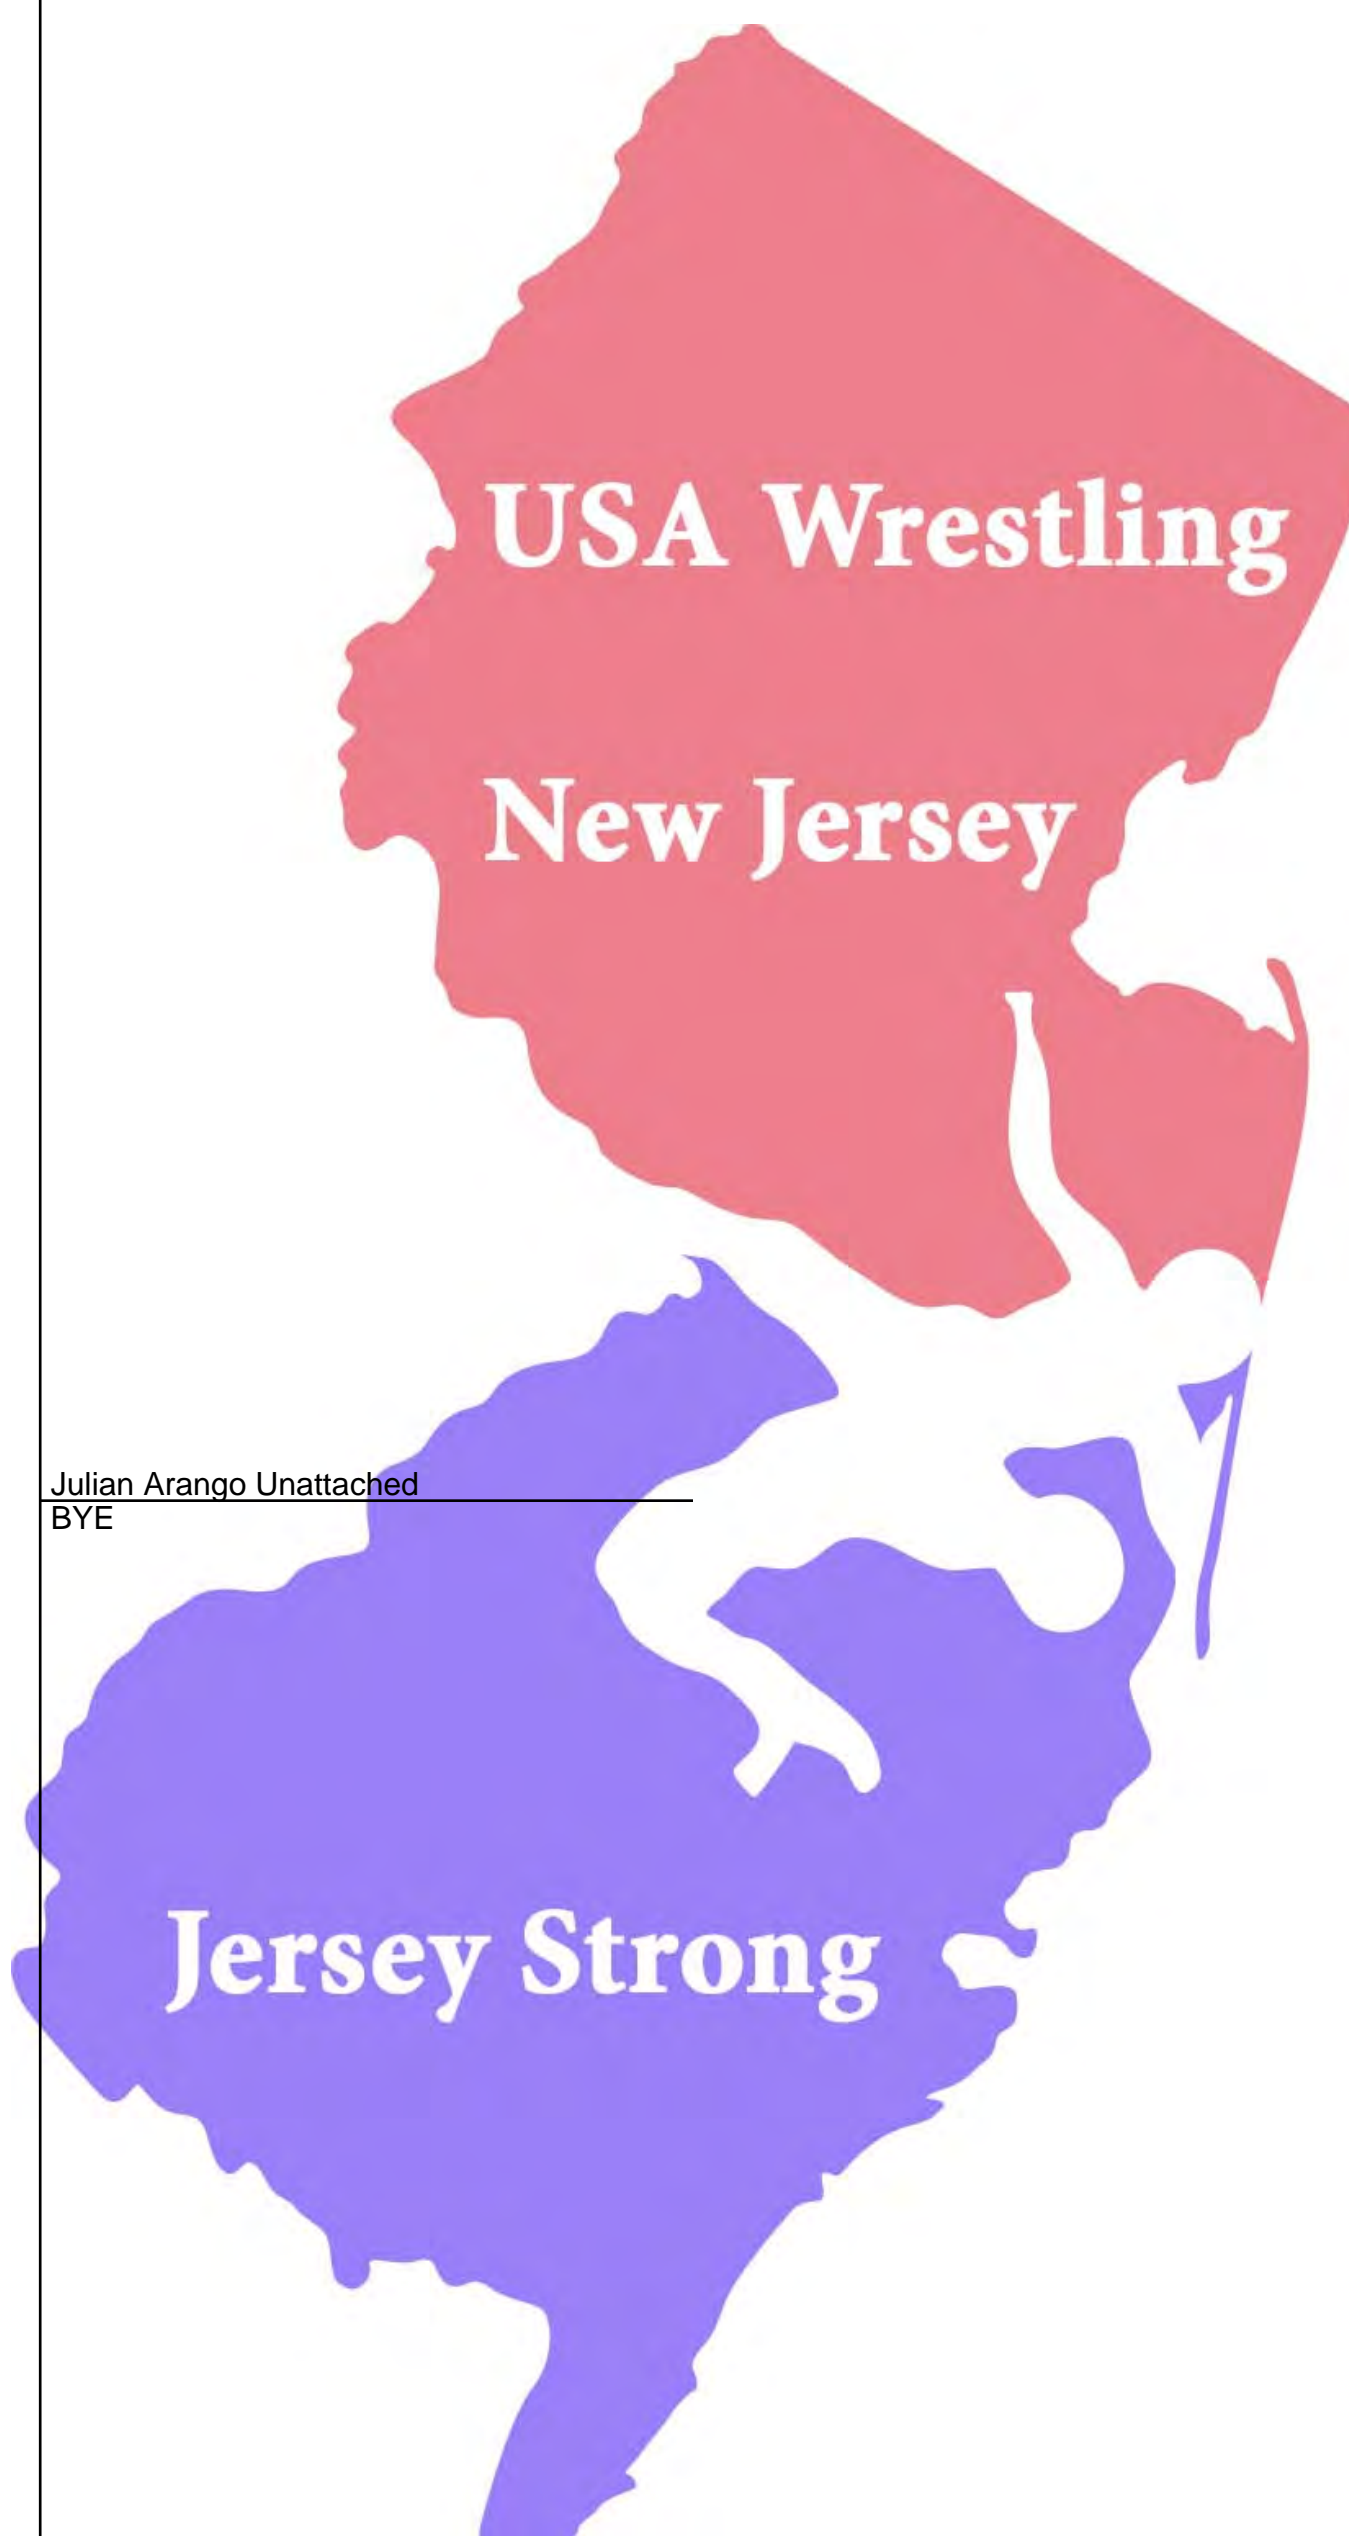 USA Wrestling
New Jersey
Julian Arango Unattached
BYE
Jersey Strong